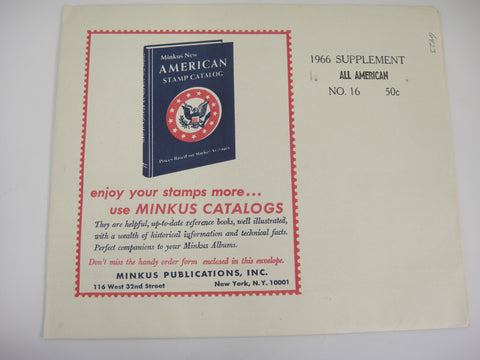 Minkus New
AMERICAN
STAMP CATALOG
Prices Based on Market Averages
enjoy your stamps more...
use MINKUS CATALOGS
They are helpful, up-to-date reference books, well illustrated,
with a wealth of historical information and technical facts.
Perfect companions to your Minkus Albums.
Don't miss the handy order form enclosed in this envelope.
MINKUS PUBLICATIONS, INC.
116 West 32nd Street New York, N.Y. 10001
1966 SUPPLEMENT
ALL AMERICAN
NO. 16 50c